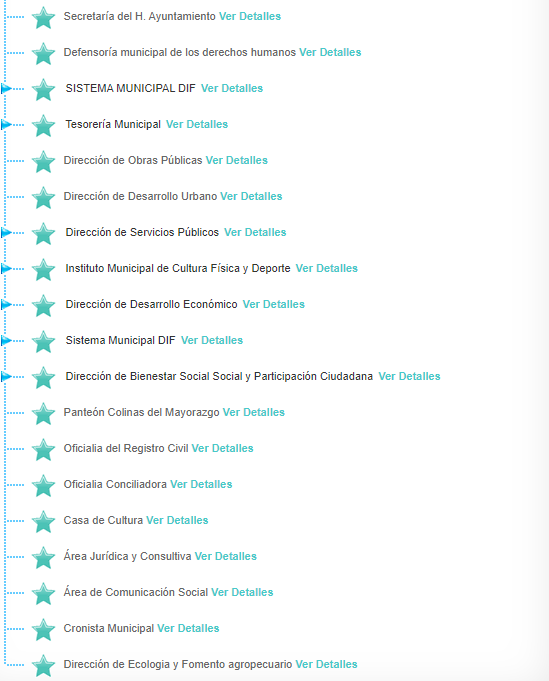 Secretaría del H. Ayuntamiento Ver Detalles
Defensoría municipal de los derechos humanos Ver Detalles
SISTEMA MUNICIPAL DIF Ver Detalles
Tesorería Municipal Ver Detalles
Dirección de Obras Públicas Ver Detalles
Dirección de Desarrollo Urbano Ver Detalles
Dirección de Servicios Públicos Ver Detalles
Instituto Municipal de Cultura Física y Deporte Ver Detalles
Dirección de Desarrollo Económico Ver Detalles
Sistema Municipal DIF Ver Detalles
Dirección de Bienestar Social Social y Participación Ciudadana Ver Detalles
Panteón Colinas del Mayorazgo Ver Detalles
Oficialia del Registro Civil Ver Detalles
Oficialia Conciliadora Ver Detalles
Casa de Cultura Ver Detalles
Área Jurídica y Consultiva Ver Detalles
Área de Comunicación Social Ver Detalles
Cronista Municipal Ver Detalles
Dirección de Ecologia y Fomento agropecuario Ver Detalles